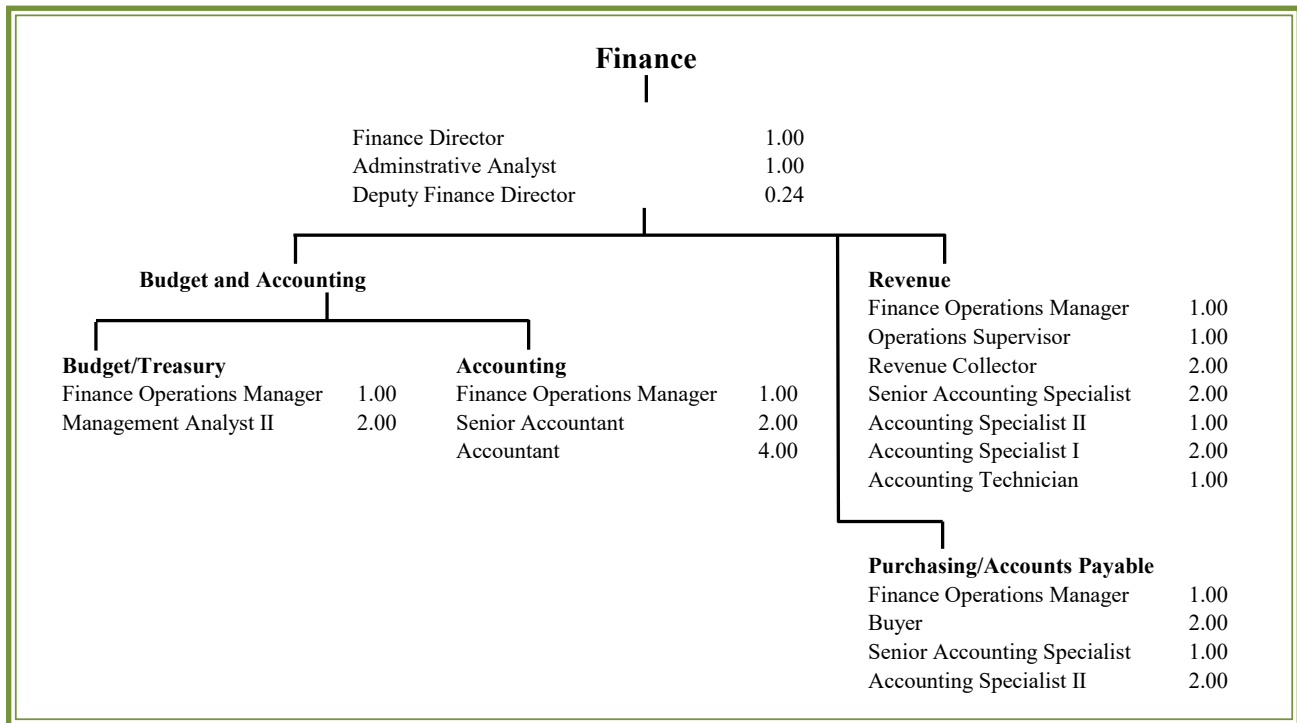 Finance
Finance Director 1.00
Adminstrative Analyst 1.00
Deputy Finance Director 0.24
Budget and Accounting
Budget/Treasury
Finance Operations Manager 1.00
Management Analyst II 2.00
Accounting
Finance Operations Manager 1.00
Senior Accountant 2.00
Accountant 4.00
Revenue
Finance Operations Manager 1.00
Operations Supervisor 1.00
Revenue Collector 2.00
Senior Accounting Specialist 2.00
Accounting Specialist II 1.00
Accounting Specialist I 2.00
Accounting Technician 1.00
Purchasing/Accounts Payable
Finance Operations Manager 1.00
Buyer 2.00
Senior Accounting Specialist 1.00
Accounting Specialist II 2.00